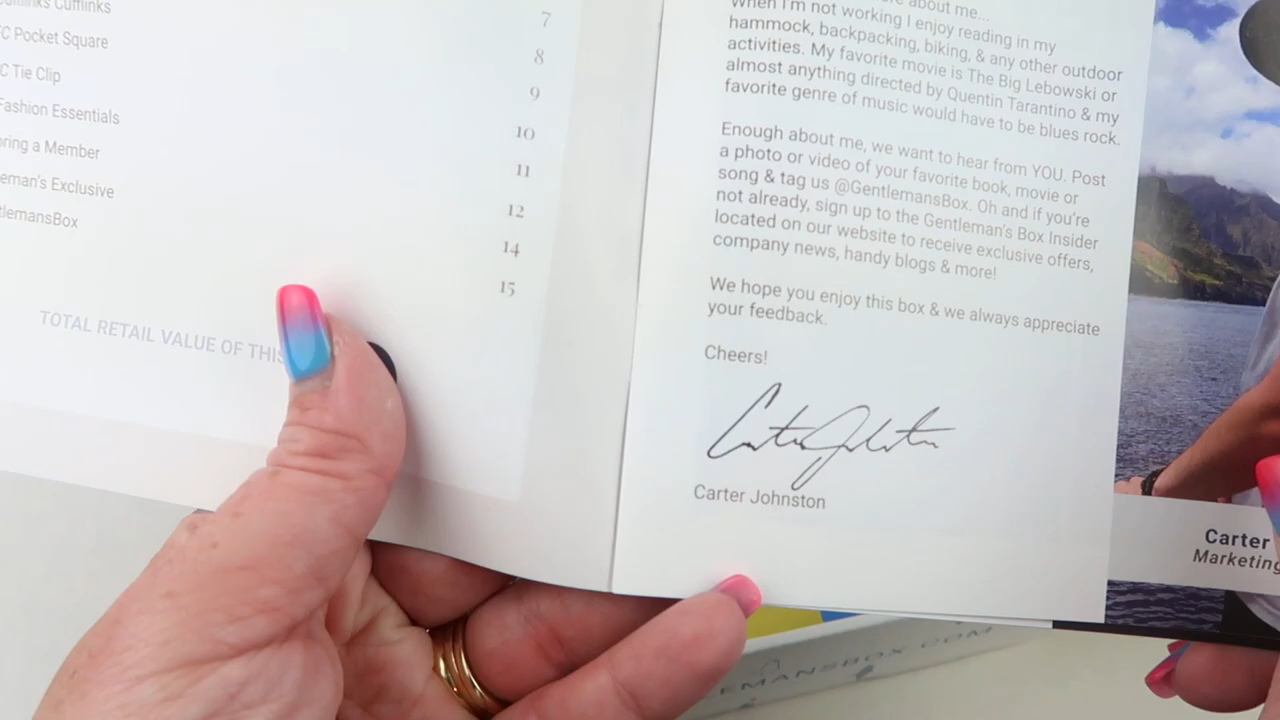 Cufflinks
7
C Pocket Square
8
C Tie Clip
9
Fashion Essentials
10
ring a Member
11
eman's Exclusive
12
tlemansBox
14
15
TOTAL RETAIL VALUE OF THIS
about me...
When I'm not working I enjoy reading in my
hammock, backpacking, biking, & any other outdoor
activities. My favorite movie is The Big Lebowski or
almost anything directed by Quentin Tarantino & my
favorite genre of music would have to be blues rock.
Enough about me, we want to hear from YOU. Post
a photo or video of your favorite book, movie or
song & tag us @GentlemansBox. Oh and if you're
not already, sign up to the Gentleman's Box Insider
located on our website to receive exclusive offers,
company news, handy blogs & more!
We hope you enjoy this box & we always appreciate
your feedback.
Cheers!
Carter Johnston
Carter Johnston
Carter
Marketing
EMANSBOX.COM